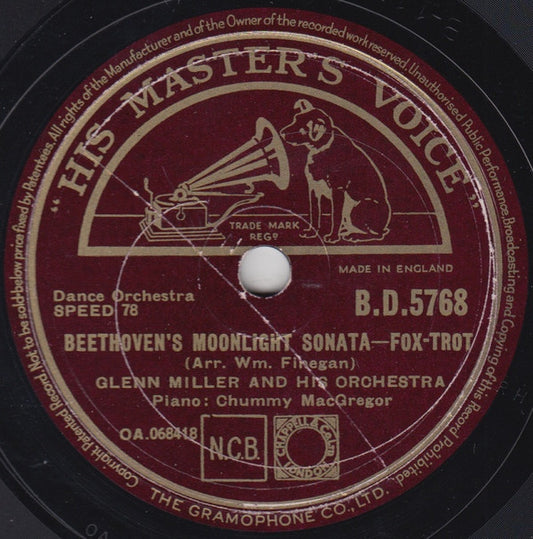 All rights of the Manufacturer and of the Owner of the recorded work reserved. Unauthorised Public Performance, Broadcasting and Copying of this Record Prohibited.
Copyright Patented Record. Not to be sold below price fixed by Patentees.
"HIS MASTER'S VOICE"
TRADE MARK
REGD
MADE IN ENGLAND
Dance Orchestra
SPEED 78
B.D.5768
BEETHOVEN'S MOONLIGHT SONATA—FOX-TROT
(Arr. Wm. Finegan)
GLENN MILLER AND HIS ORCHESTRA
Piano: Chummy MacGregor
OA.068418
N.C.B.
CHAPPELL & Co Ltd
LONDON
THE GRAMOPHONE CO., LTD.